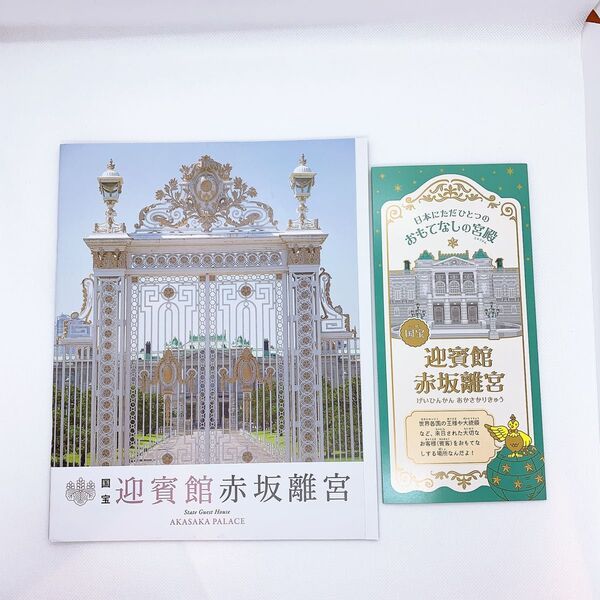 国宝
迎賓館赤坂離宮
State Guest House
AKASAKA PALACE
日本にただひとつの
おもてなしの宮殿
国宝
迎賓館
赤坂離宮
げいひんかん あかさかりきゅう
世界各国の王様や大統領
など、来日された大切な
お客様(賓客)をおもてな
しする場所なんだよ!